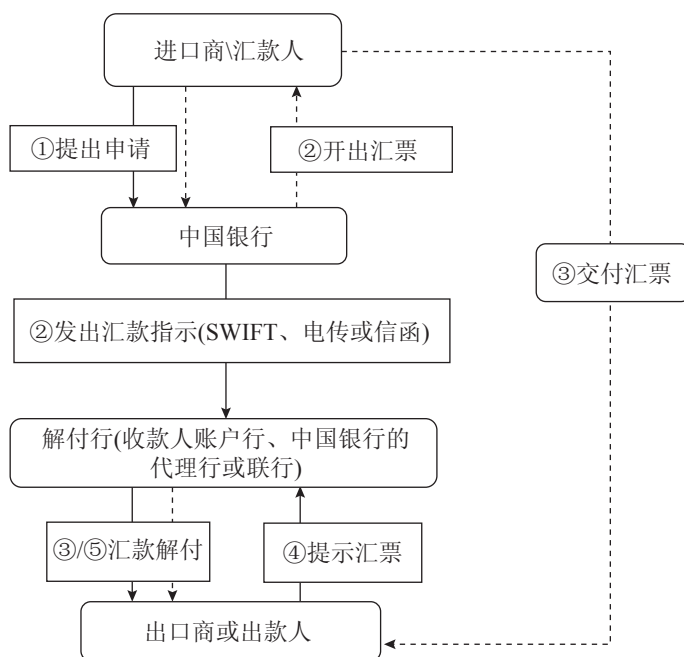 进口商\汇款人
①提出申请
②开出汇票
中国银行
③交付汇票
②发出汇款指示(SWIFT、电传或信函)
解付行(收款人账户行、中国银行的
代理行或联行)
③/⑤汇款解付
④提示汇票
出口商或出款人